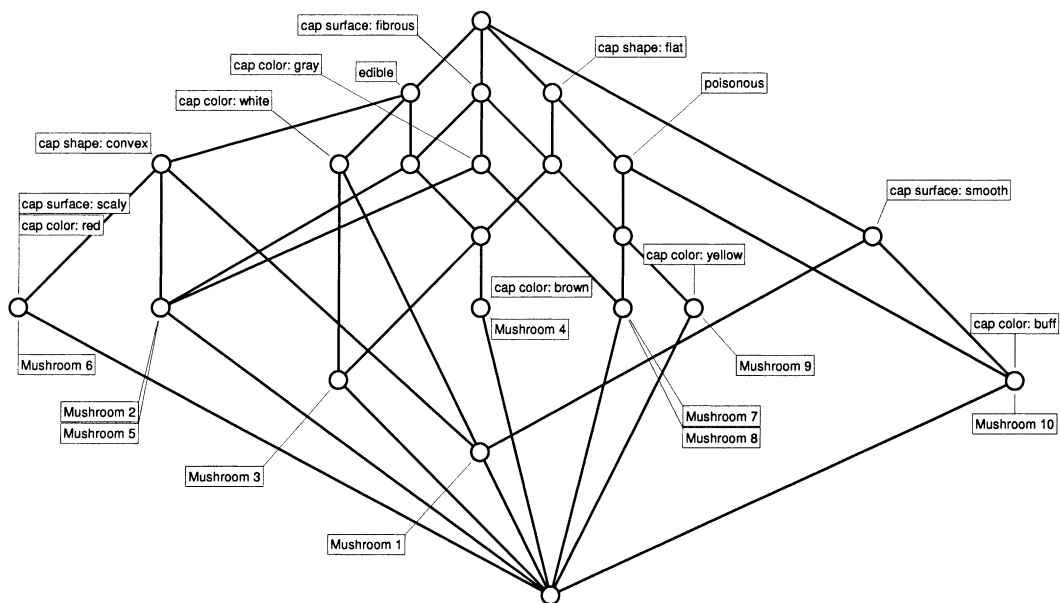 cap surface: fibrous
cap shape: flat
cap color: gray
edible
poisonous
cap color: white
cap shape: convex
cap surface: smooth
cap surface: scaly
cap color: red
cap color: yellow
cap color: brown
cap color: buff
Mushroom 4
Mushroom 6
Mushroom 9
Mushroom 2
Mushroom 7
Mushroom 10
Mushroom 5
Mushroom 8
Mushroom 3
Mushroom 1